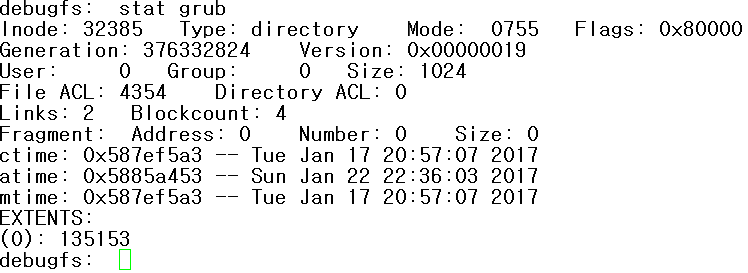 debugfs:  stat grub
Inode: 32385   Type: directory    Mode:  0755   Flags: 0x80000
Generation: 376332824    Version: 0x00000019
User:     0   Group:     0   Size: 1024
File ACL: 4354    Directory ACL: 0
Links: 2   Blockcount: 4
Fragment:  Address: 0    Number: 0    Size: 0
ctime: 0x587ef5a3 -- Tue Jan 17 20:57:07 2017
atime: 0x5885a453 -- Sun Jan 22 22:36:03 2017
mtime: 0x587ef5a3 -- Tue Jan 17 20:57:07 2017
EXTENTS:
(0): 135153
debugfs: